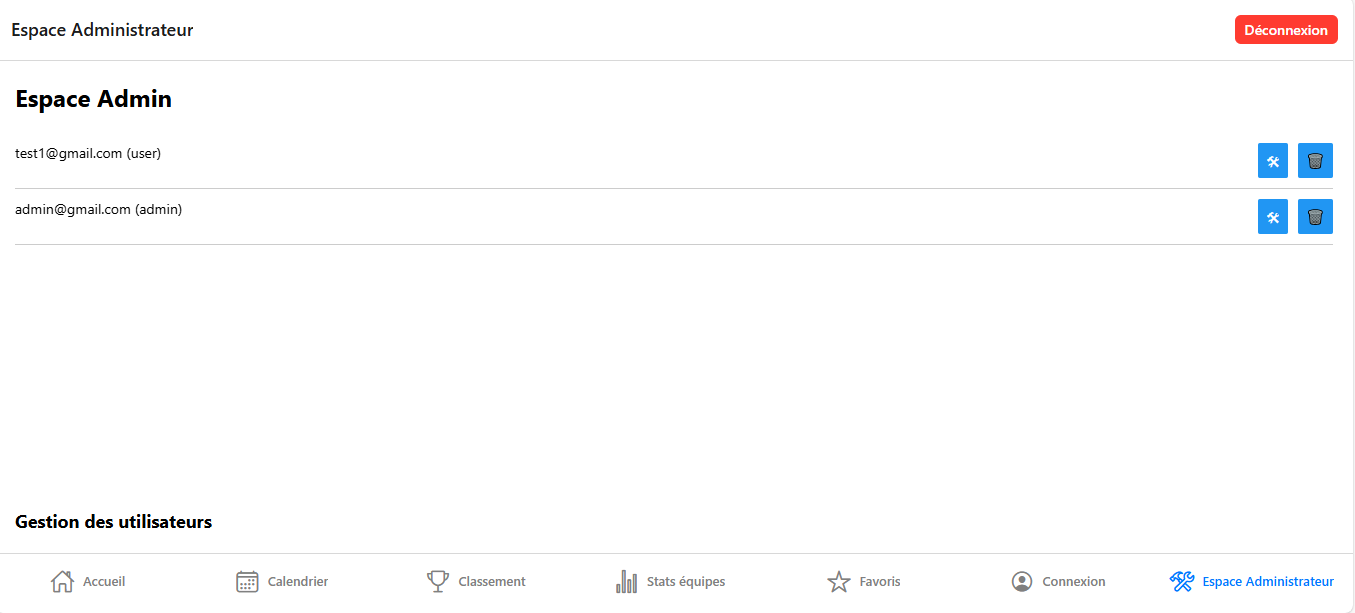 Espace Administrateur
Déconnexion
Espace Admin
test1@gmail.com (user)
admin@gmail.com (admin)
Gestion des utilisateurs
Accueil
Calendrier
Classement
Stats équipes
Favoris
Connexion
Espace Administrateur